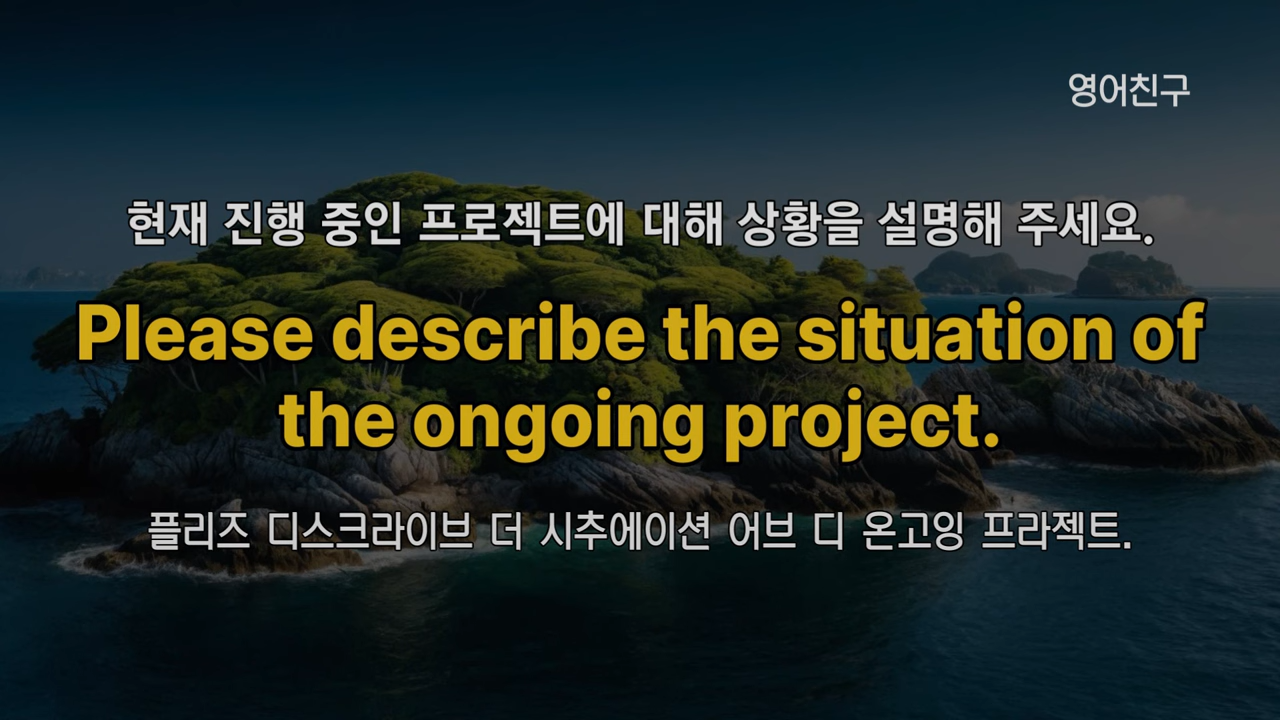 영어친구
현재 진행 중인 프로젝트에 대해 상황을 설명해 주세요.
Please describe the situation of
the ongoing project.
플리즈 디스크라이브 더 시추에이션 어브 디 온고잉 프라젝트.